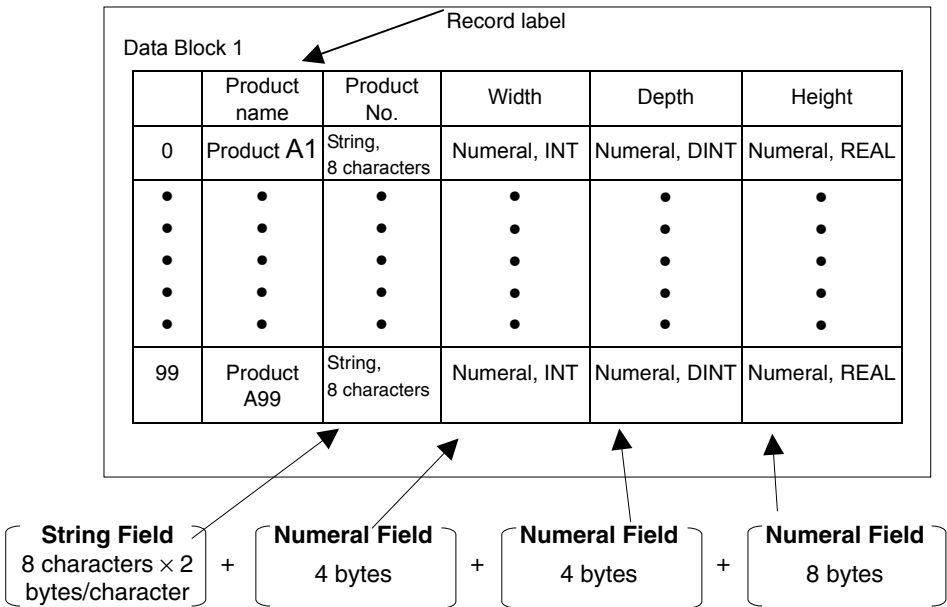 Record label
Data Block 1
Product name
Product No.
Width
Depth
Height
0
Product A1
String,
8 characters
Numeral, INT
Numeral, DINT
Numeral, REAL
99
Product
A99
String,
8 characters
Numeral, INT
Numeral, DINT
Numeral, REAL
String Field
8 characters × 2
bytes/character
+
Numeral Field
4 bytes
+
Numeral Field
4 bytes
+
Numeral Field
8 bytes